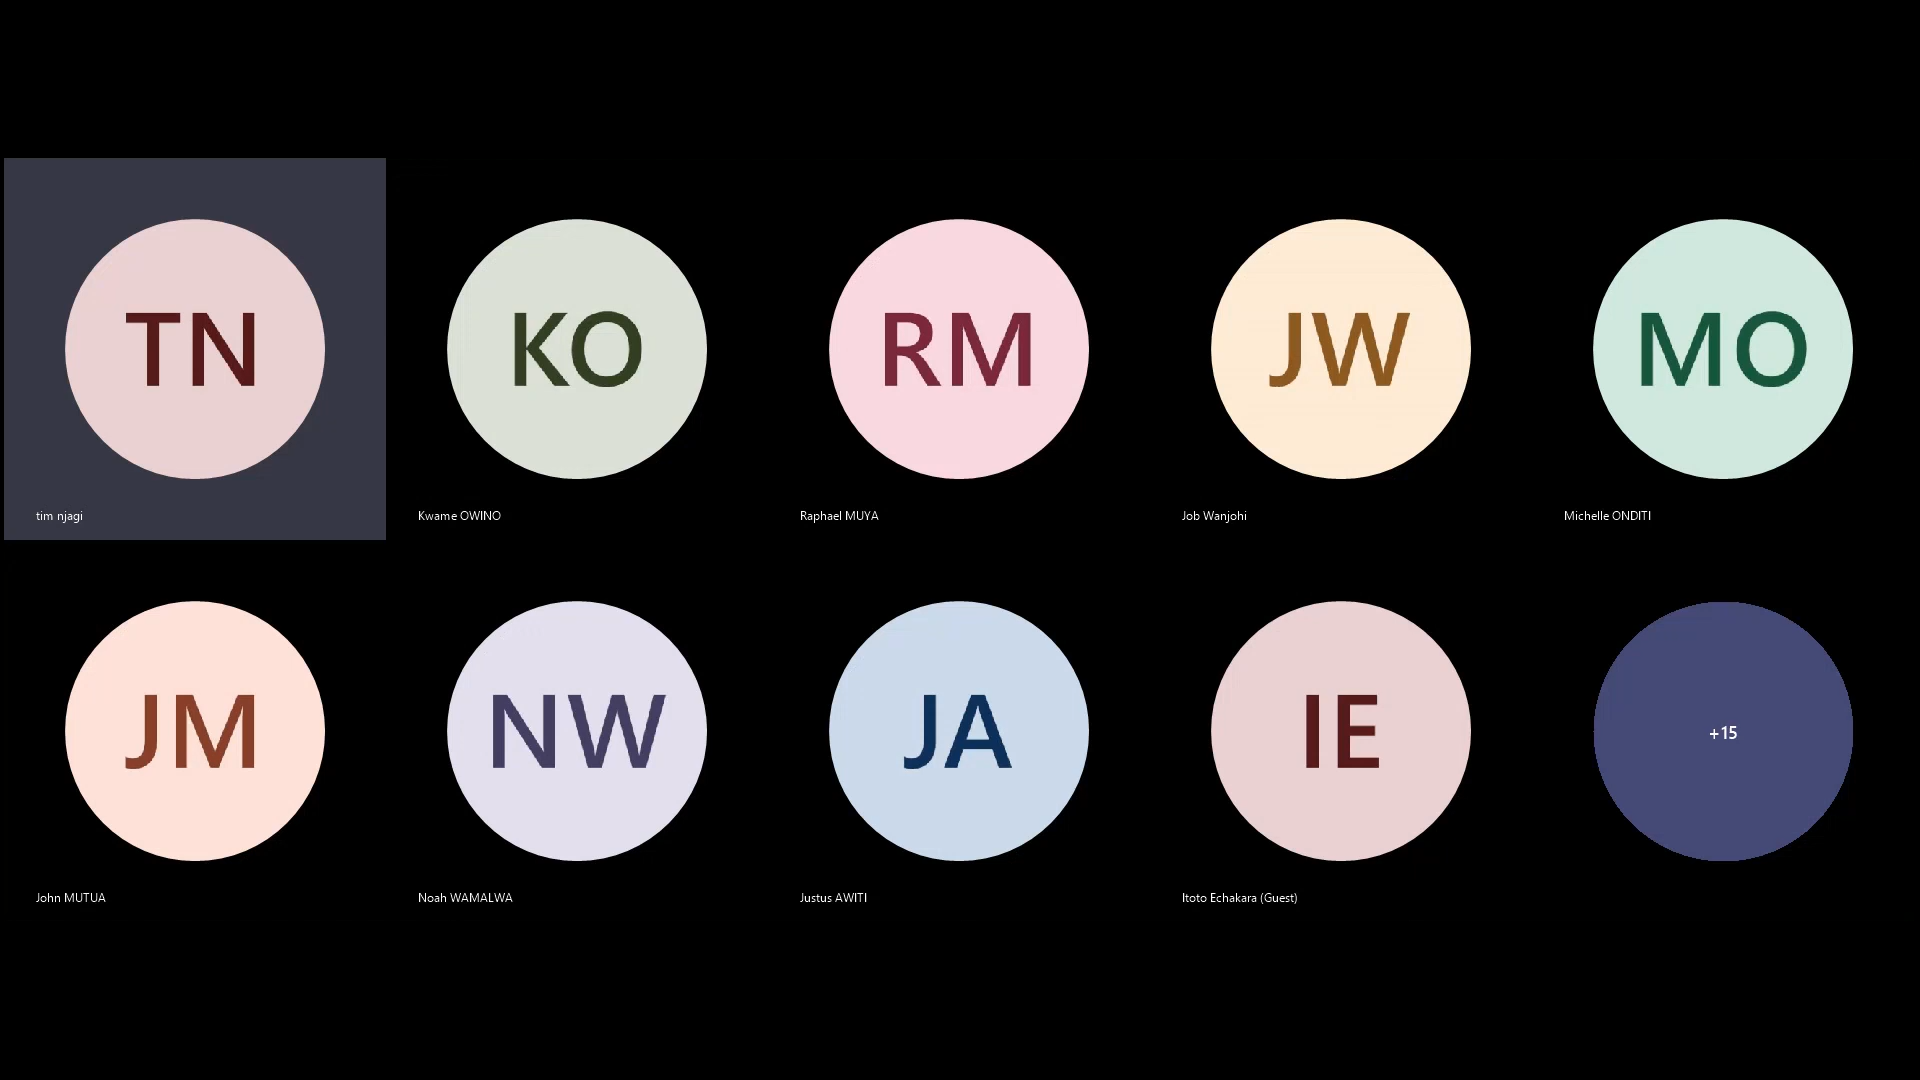 TN
KO
RM
JW
MO
tim njagi
Kwame OWINO
Raphael MUYA
Job Wanjohi
Michelle ONDITI
JM
NW
JA
IE
+15
John MUTUA
Noah WAMALWA
Justus AWITI
Itoto Echakara (Guest)